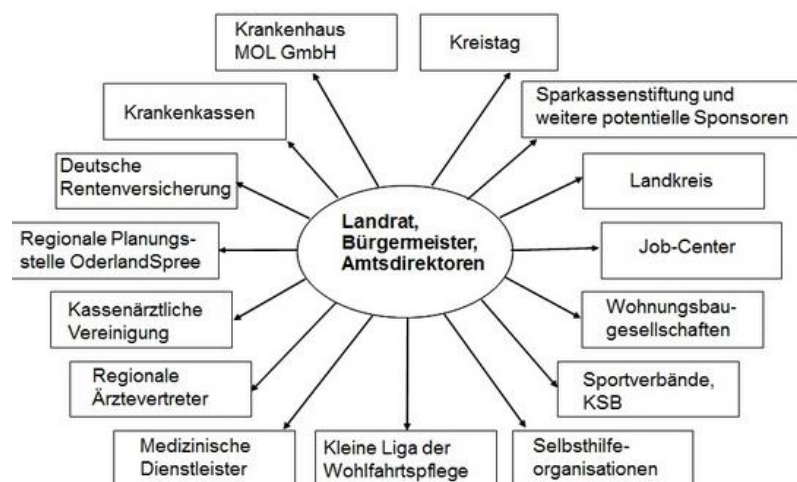 Krankenhaus
MOL GmbH
Kreistag
Krankenkassen
Sparkassenstiftung und
weitere potentielle Sponsoren
Deutsche
Rentenversicherung
Landkreis
Landrat,
Bürgermeister,
Amtsdirektoren
Regionale Planungs-
stelle OderlandSpree
Job-Center
Kassenärztliche
Vereinigung
Wohnungsbau-
gesellschaften
Regionale
Ärztevertreter
Sportverbände,
KSB
Medizinische
Dienstleister
Kleine Liga der
Wohlfahrtspflege
Selbsthilfe-
organisationen